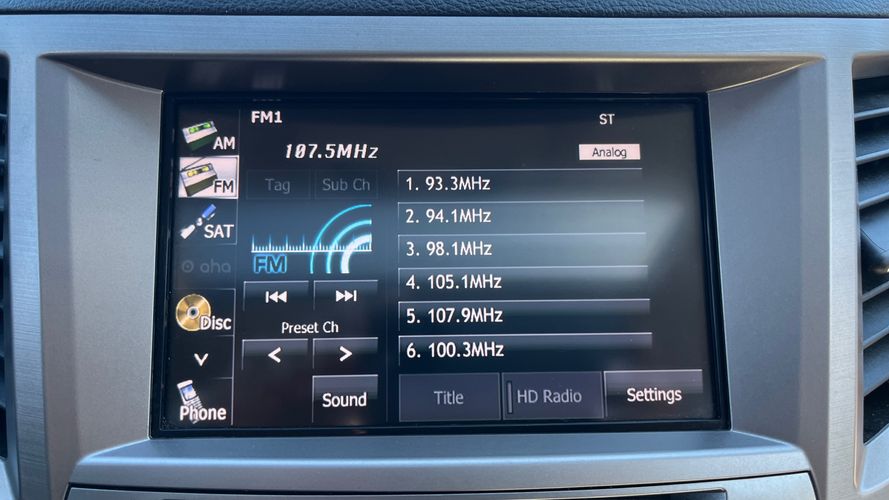 FM1
ST
107.5MHz
Analog
AM
FM
SAT
aha
Disc
Phone
Tag
Sub Ch
FM
Preset Ch
Sound
1. 93.3MHz
2. 94.1MHz
3. 98.1MHz
4. 105.1MHz
5. 107.9MHz
6. 100.3MHz
Title
HD Radio
Settings